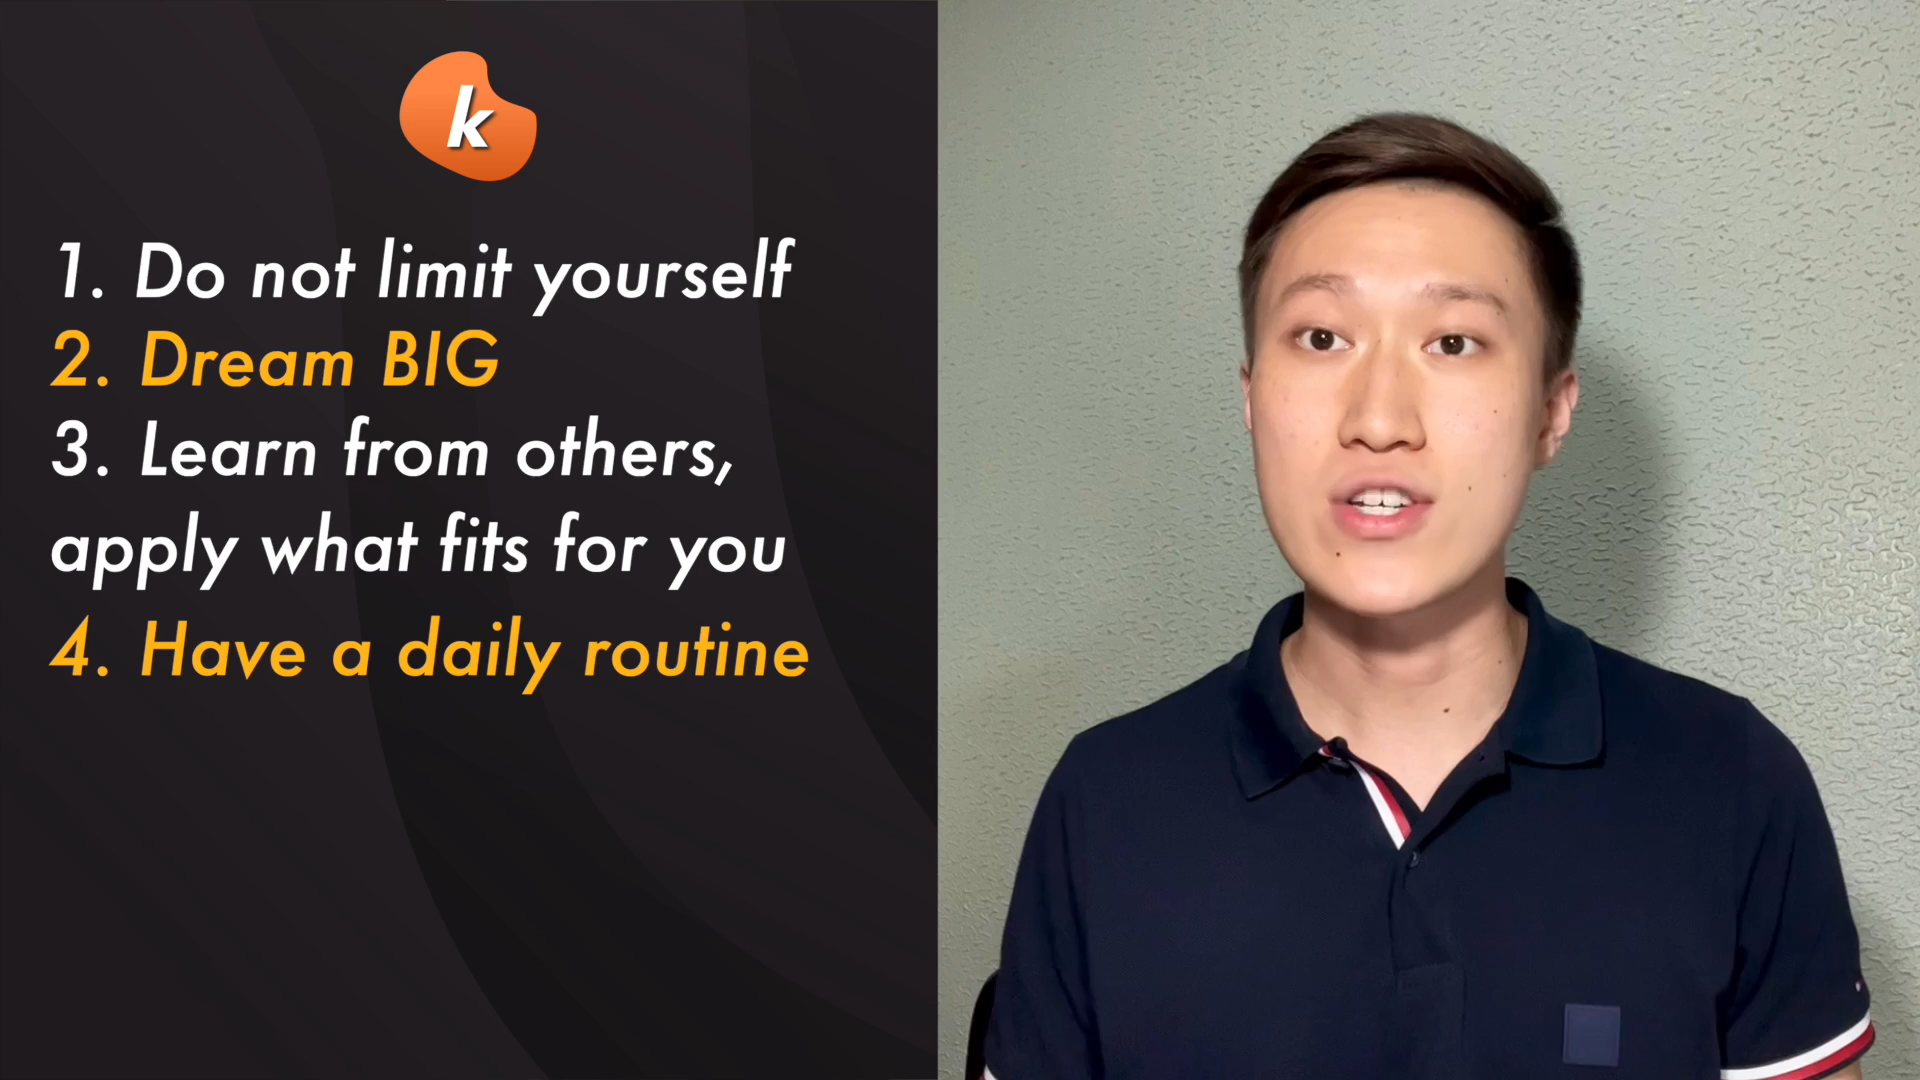 k
1. Do not limit yourself
2. Dream BIG
3. Learn from others,
apply what fits for you
4. Have a daily routine